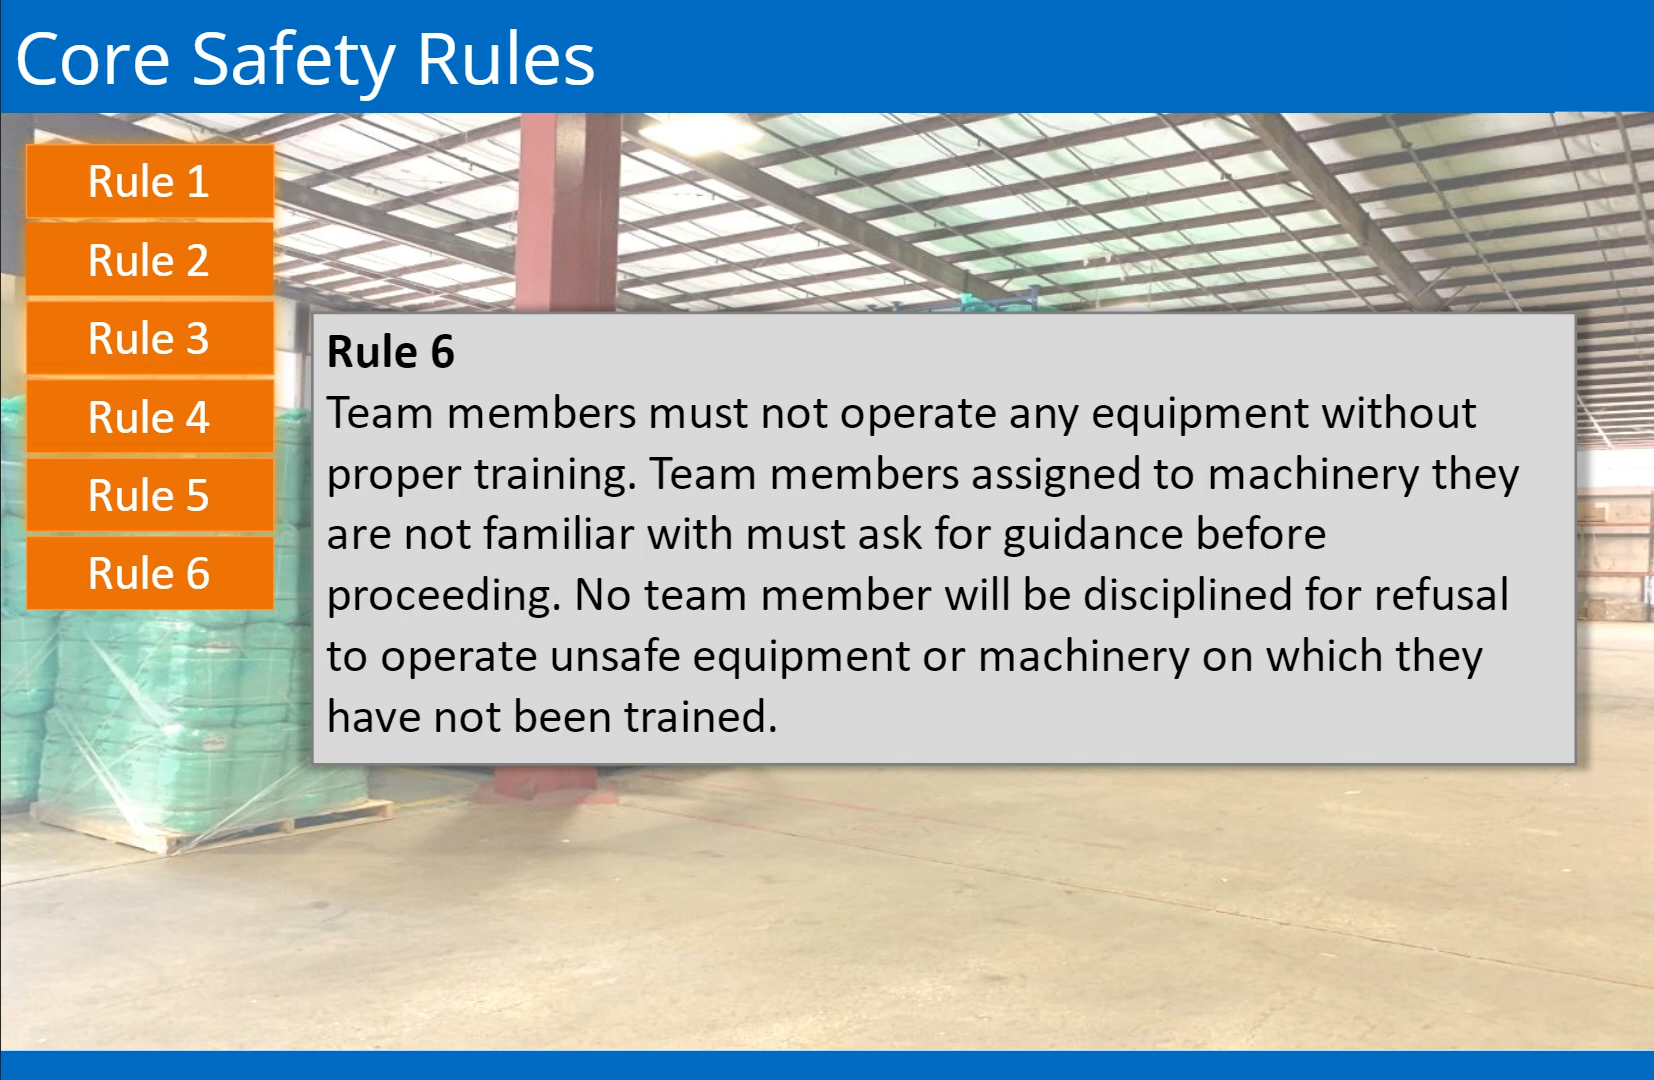 Core Safety Rules
Rule 1
Rule 2
Rule 3
Rule 4
Rule 5
Rule 6
Rule 6
Team members must not operate any equipment without
proper training. Team members assigned to machinery they
are not familiar with must ask for guidance before
proceeding. No team member will be disciplined for refusal
to operate unsafe equipment or machinery on which they
have not been trained.